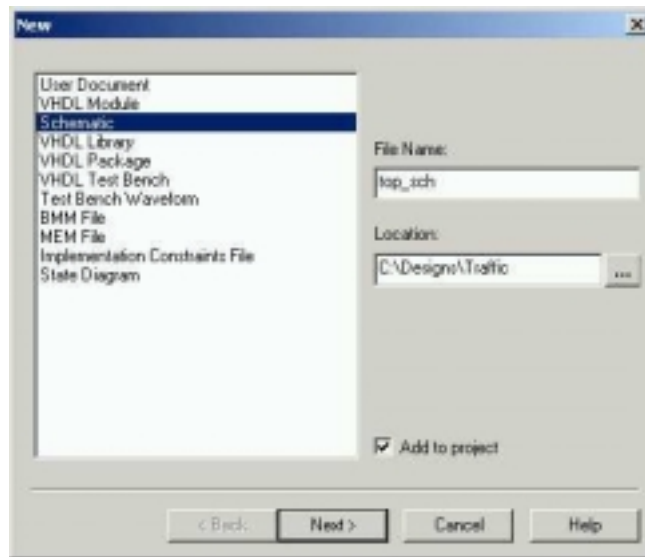 New
User Document
VHDL Module
Schematic
VHDL Library
VHDL Package
VHDL Test Bench
Test Bench Waveform
BMM File
MEM File
Implementation Constraints File
State Diagram
File Name:
top_sch
Location:
C:\Designs\Traffic
...
Add to project
< Back
Next >
Cancel
Help